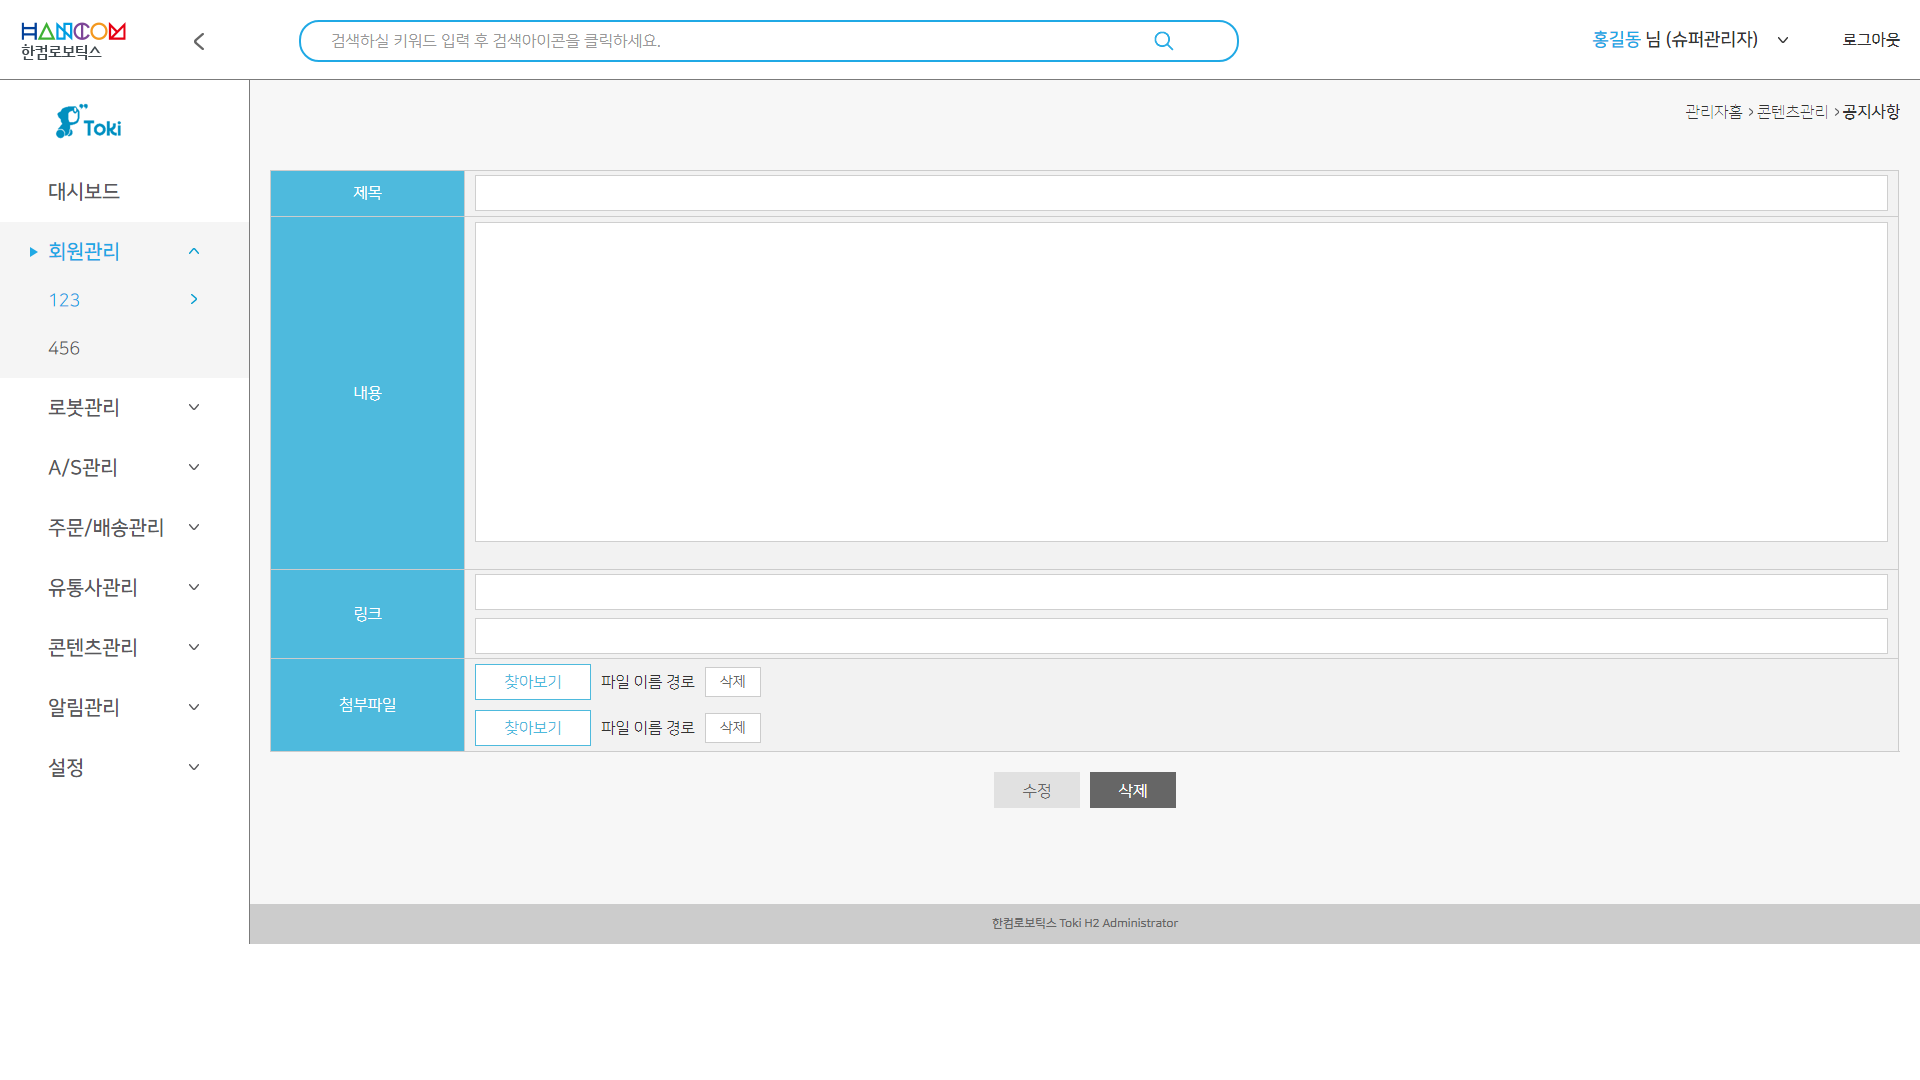 HANCOM
한컴로보틱스
검색하실 키워드 입력 후 검색아이콘을 클릭하세요.
홍길동 님 (슈퍼관리자)
로그아웃
Toki
대시보드
회원관리
123
456
로봇관리
A/S관리
주문/배송관리
유통사관리
콘텐츠관리
알림관리
설정
관리자홈 > 콘텐츠관리 > 공지사항
제목
내용
링크
첨부파일
찾아보기 파일 이름 경로 삭제
찾아보기 파일 이름 경로 삭제
수정 삭제
한컴로보틱스 Toki H2 Administrator